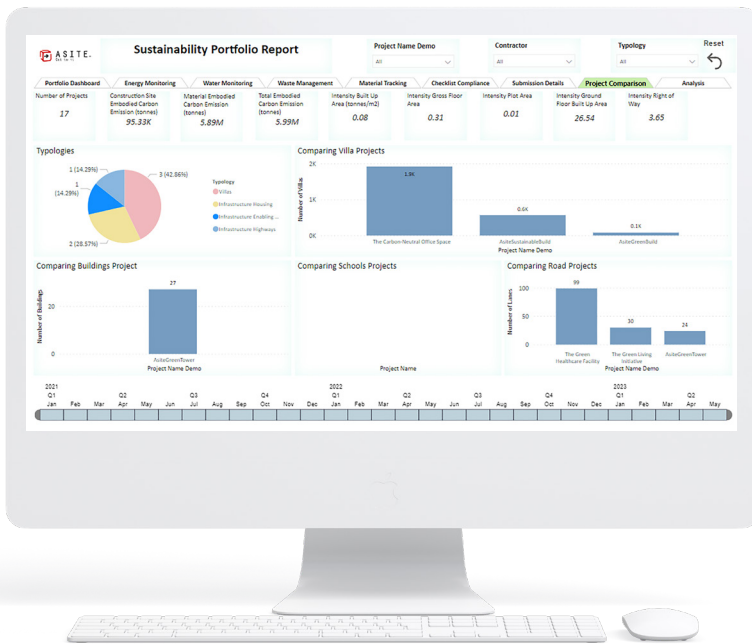 ASITE.
Sustainability Portfolio Report
Project Name Demo
All
Contractor
All
Typology
All
Reset
Portfolio Dashboard
Energy Monitoring
Water Monitoring
Waste Management
Material Tracking
Checklist Compliance
Submission Details
Project Comparison
Analysis
Number of Projects
17
Construction Site
Embodied Carbon
Emission (tonnes)
95.33K
Material Embodied
Carbon Emission
(tonnes)
5.89M
Total Embodied
Carbon Emission
(tonnes)
5.99M
Intensity Built Up
Area (tonnes/m2)
0.08
Intensity Gross Floor
Area
0.31
Intensity Plot Area
0.01
Intensity Ground
Floor Built Up Area
26.54
Intensity Right of
Way
3.65
Typologies
1 (14.29%)
1
(14.29%)
2 (28.57%)
3 (42.86%)
Typology
Villas
Infrastructure Housing
Infrastructure Enabling ...
Infrastructure Highways
Comparing Villa Projects
Number of Villas
2K
1K
0K
1.9K
0.6K
0.1K
The Carbon-Neutral Office Space
AsiteSustainableBuild
AsiteGreenBuild
Project Name Demo
Comparing Buildings Project
Number of Buildings
20
0
27
AsiteGreenTower
Project Name Demo
Comparing Schools Projects
Project Name
Comparing Road Projects
Number of Lanes
100
50
0
99
30
24
The Green
Healthcare Facility
The Green Living
Initiative
AsiteGreenTower
Project Name Demo
2021
2022
2023
Q1
Q2
Q3
Q4
Q1
Q2
Q3
Q4
Q1
Q2
Jan Feb Mar Apr May Jun Jul Aug Sep Oct Nov Dec Jan Feb Mar Apr May Jun Jul Aug Sep Oct Nov Dec Jan Feb Mar Apr May